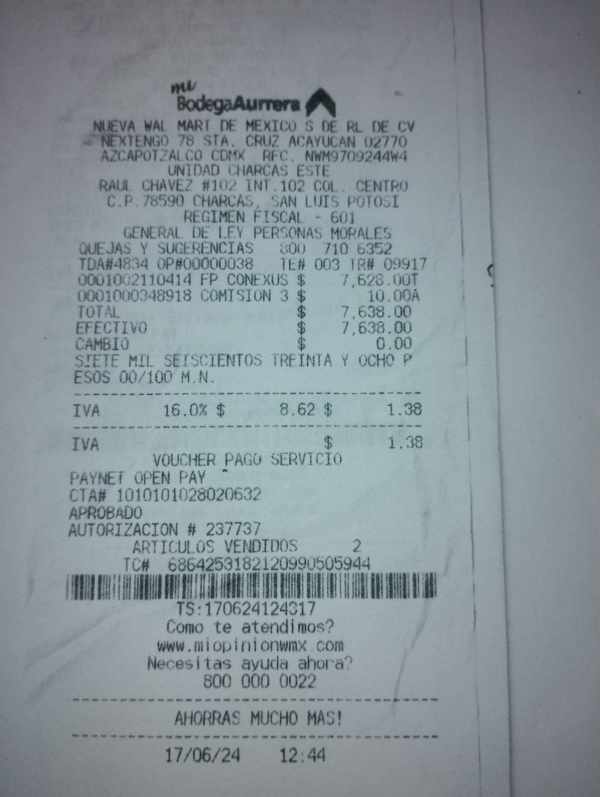 mi
Bodega Aurrera
NUEVA WAL MART DE MEXICO S DE RL DE CV
NEXTENGO 78 STA. CRUZ ACAYUCAN 02770
AZCAPOTZALCO CDMX RFC. NWM9709244W4
UNIDAD CHARCAS ESTE
RAUL CHAVEZ #102 INT.102 COL. CENTRO
C.P.78590 CHARCAS, SAN LUIS POTOSI
REGIMEN FISCAL - 601
GENERAL DE LEY PERSONAS MORALES
QUEJAS Y SUGERENCIAS 800 710 6352
TDA#4834 OP#00000038 TE# 003 TR# 09917
0001002110414 FP CONEXUS $ 7,628.00T
0001000348918 COMISION 3 $ 10.00A
TOTAL $ 7,638.00
EFECTIVO $ 7,638.00
CAMBIO $ 0.00
SIETE MIL SEISCIENTOS TREINTA Y OCHO P
ESOS 00/100 M.N.
IVA 16.0% $ 8.62 $ 1.38
IVA $ 1.38
VOUCHER PAGO SERVICIO
PAYNET OPEN PAY
CTA# 1010101028020632
APROBADO
AUTORIZACION # 237737
ARTICULOS VENDIDOS 2
TC# 6864253182120990505944
TS:170624124317
Como te atendimos?
www.miopinionwmx.com
Necesitas ayuda ahora?
800 000 0022
AHORRAS MUCHO MAS!
17/06/24 12:44